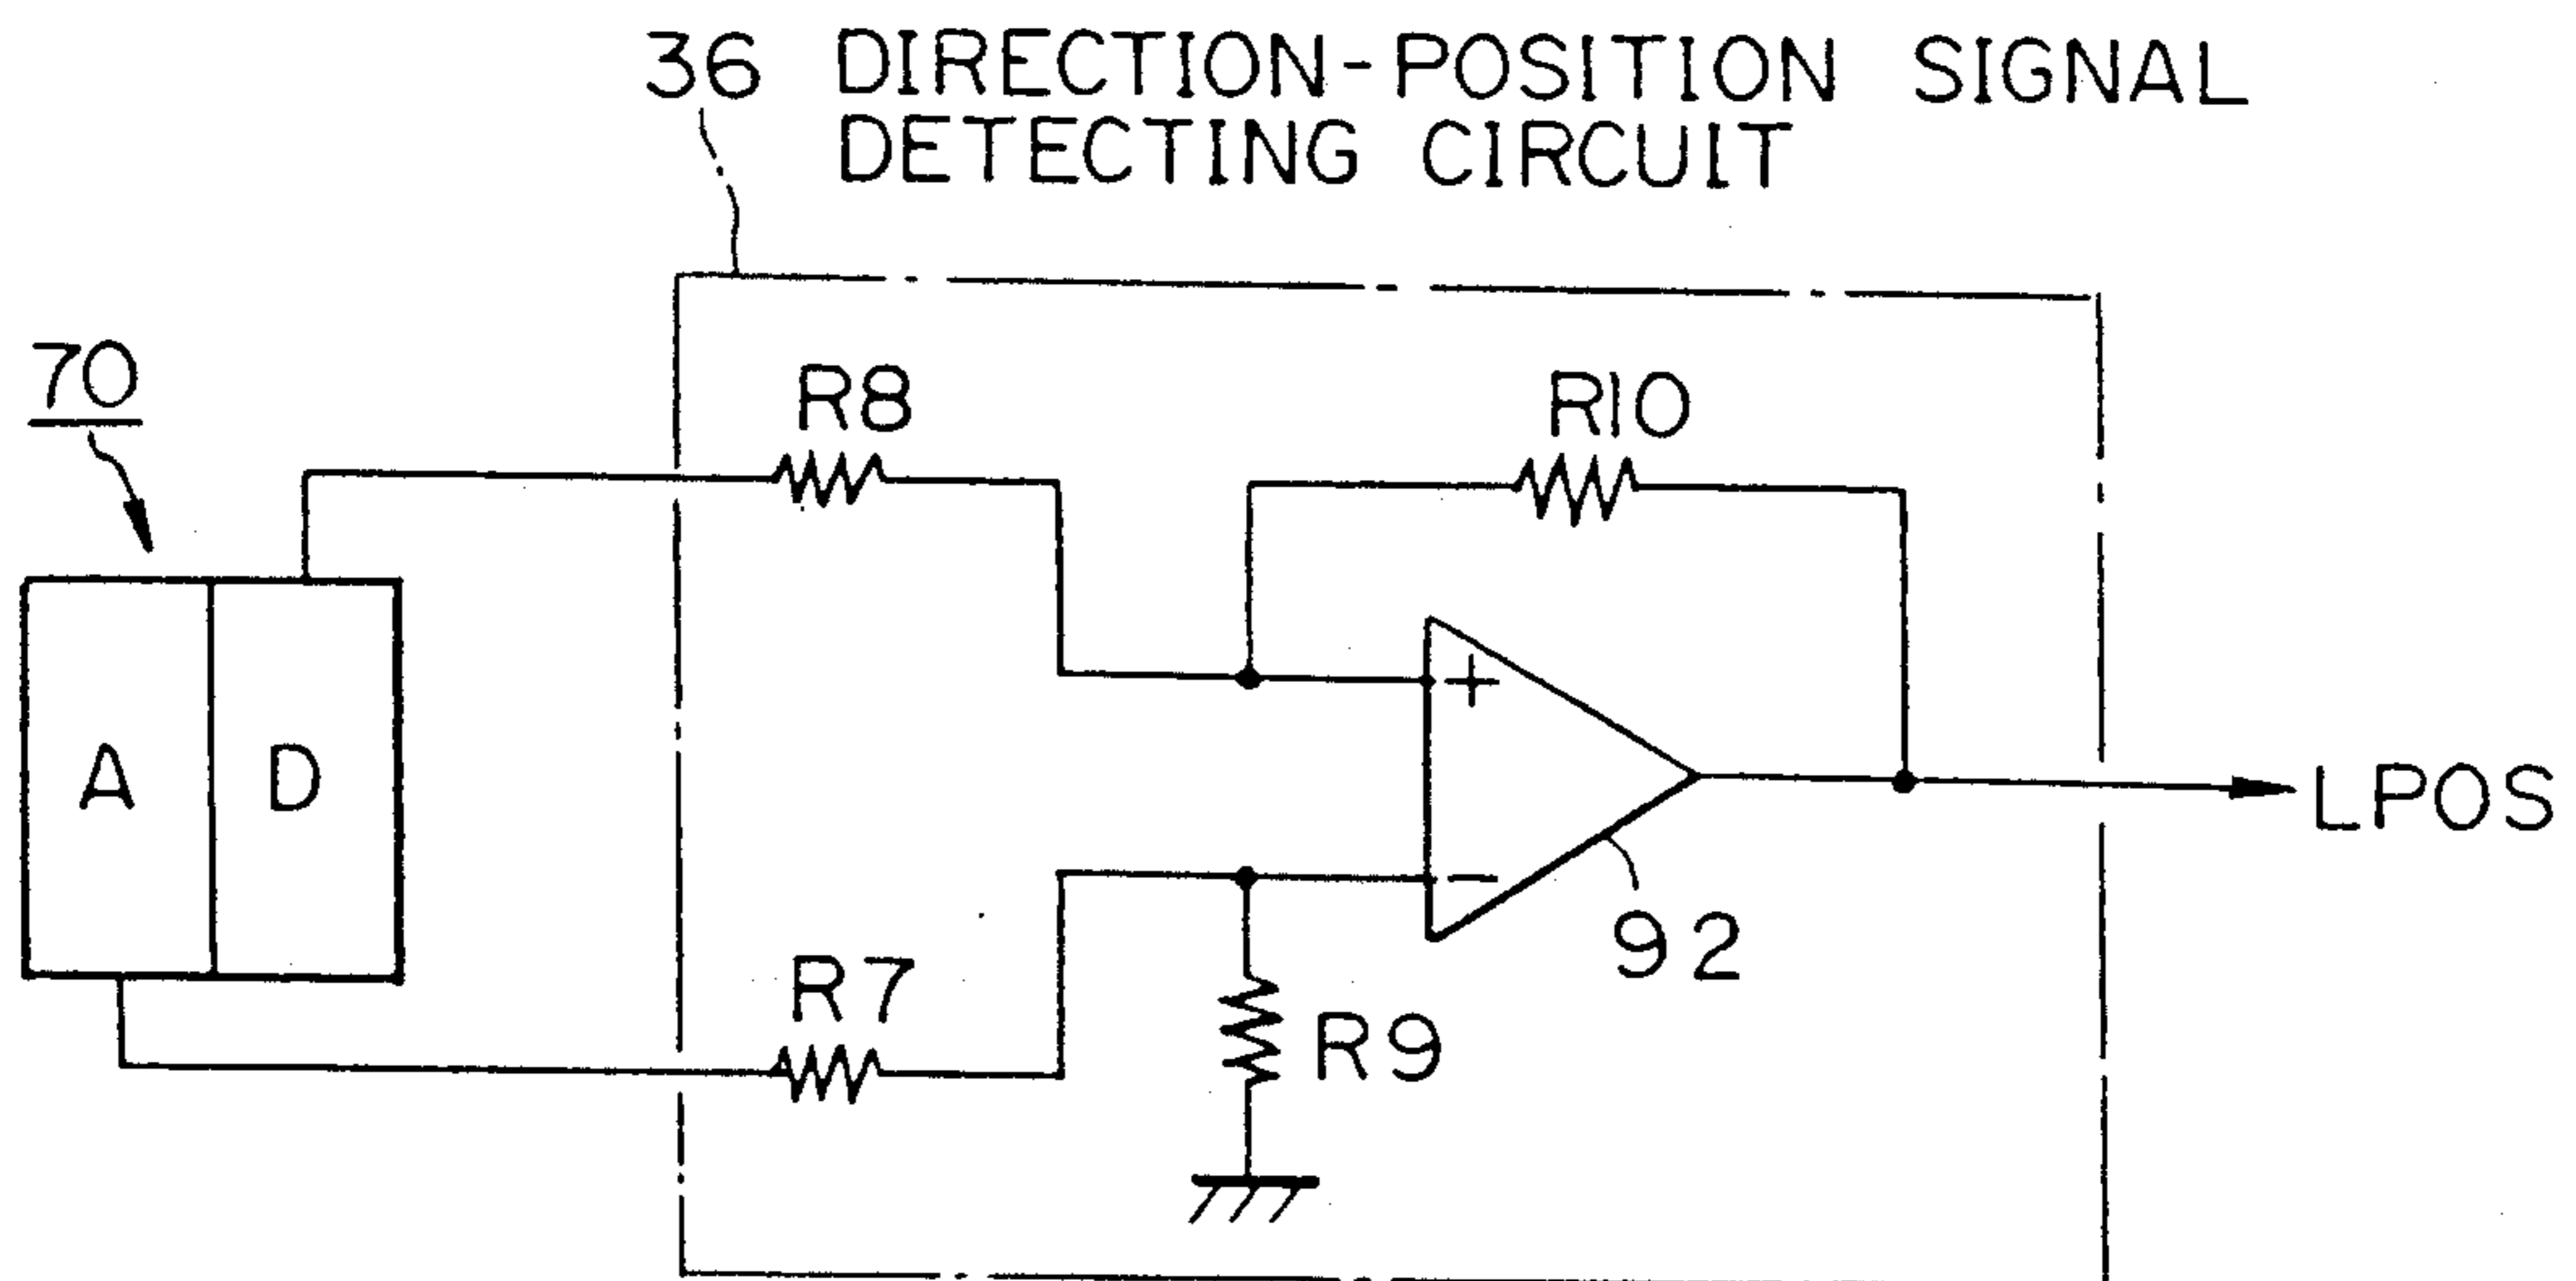 36 DIRECTION-POSITION SIGNAL
DETECTING CIRCUIT
70
R8
R10
+
A
D
LPOS
−
92
R7
R9